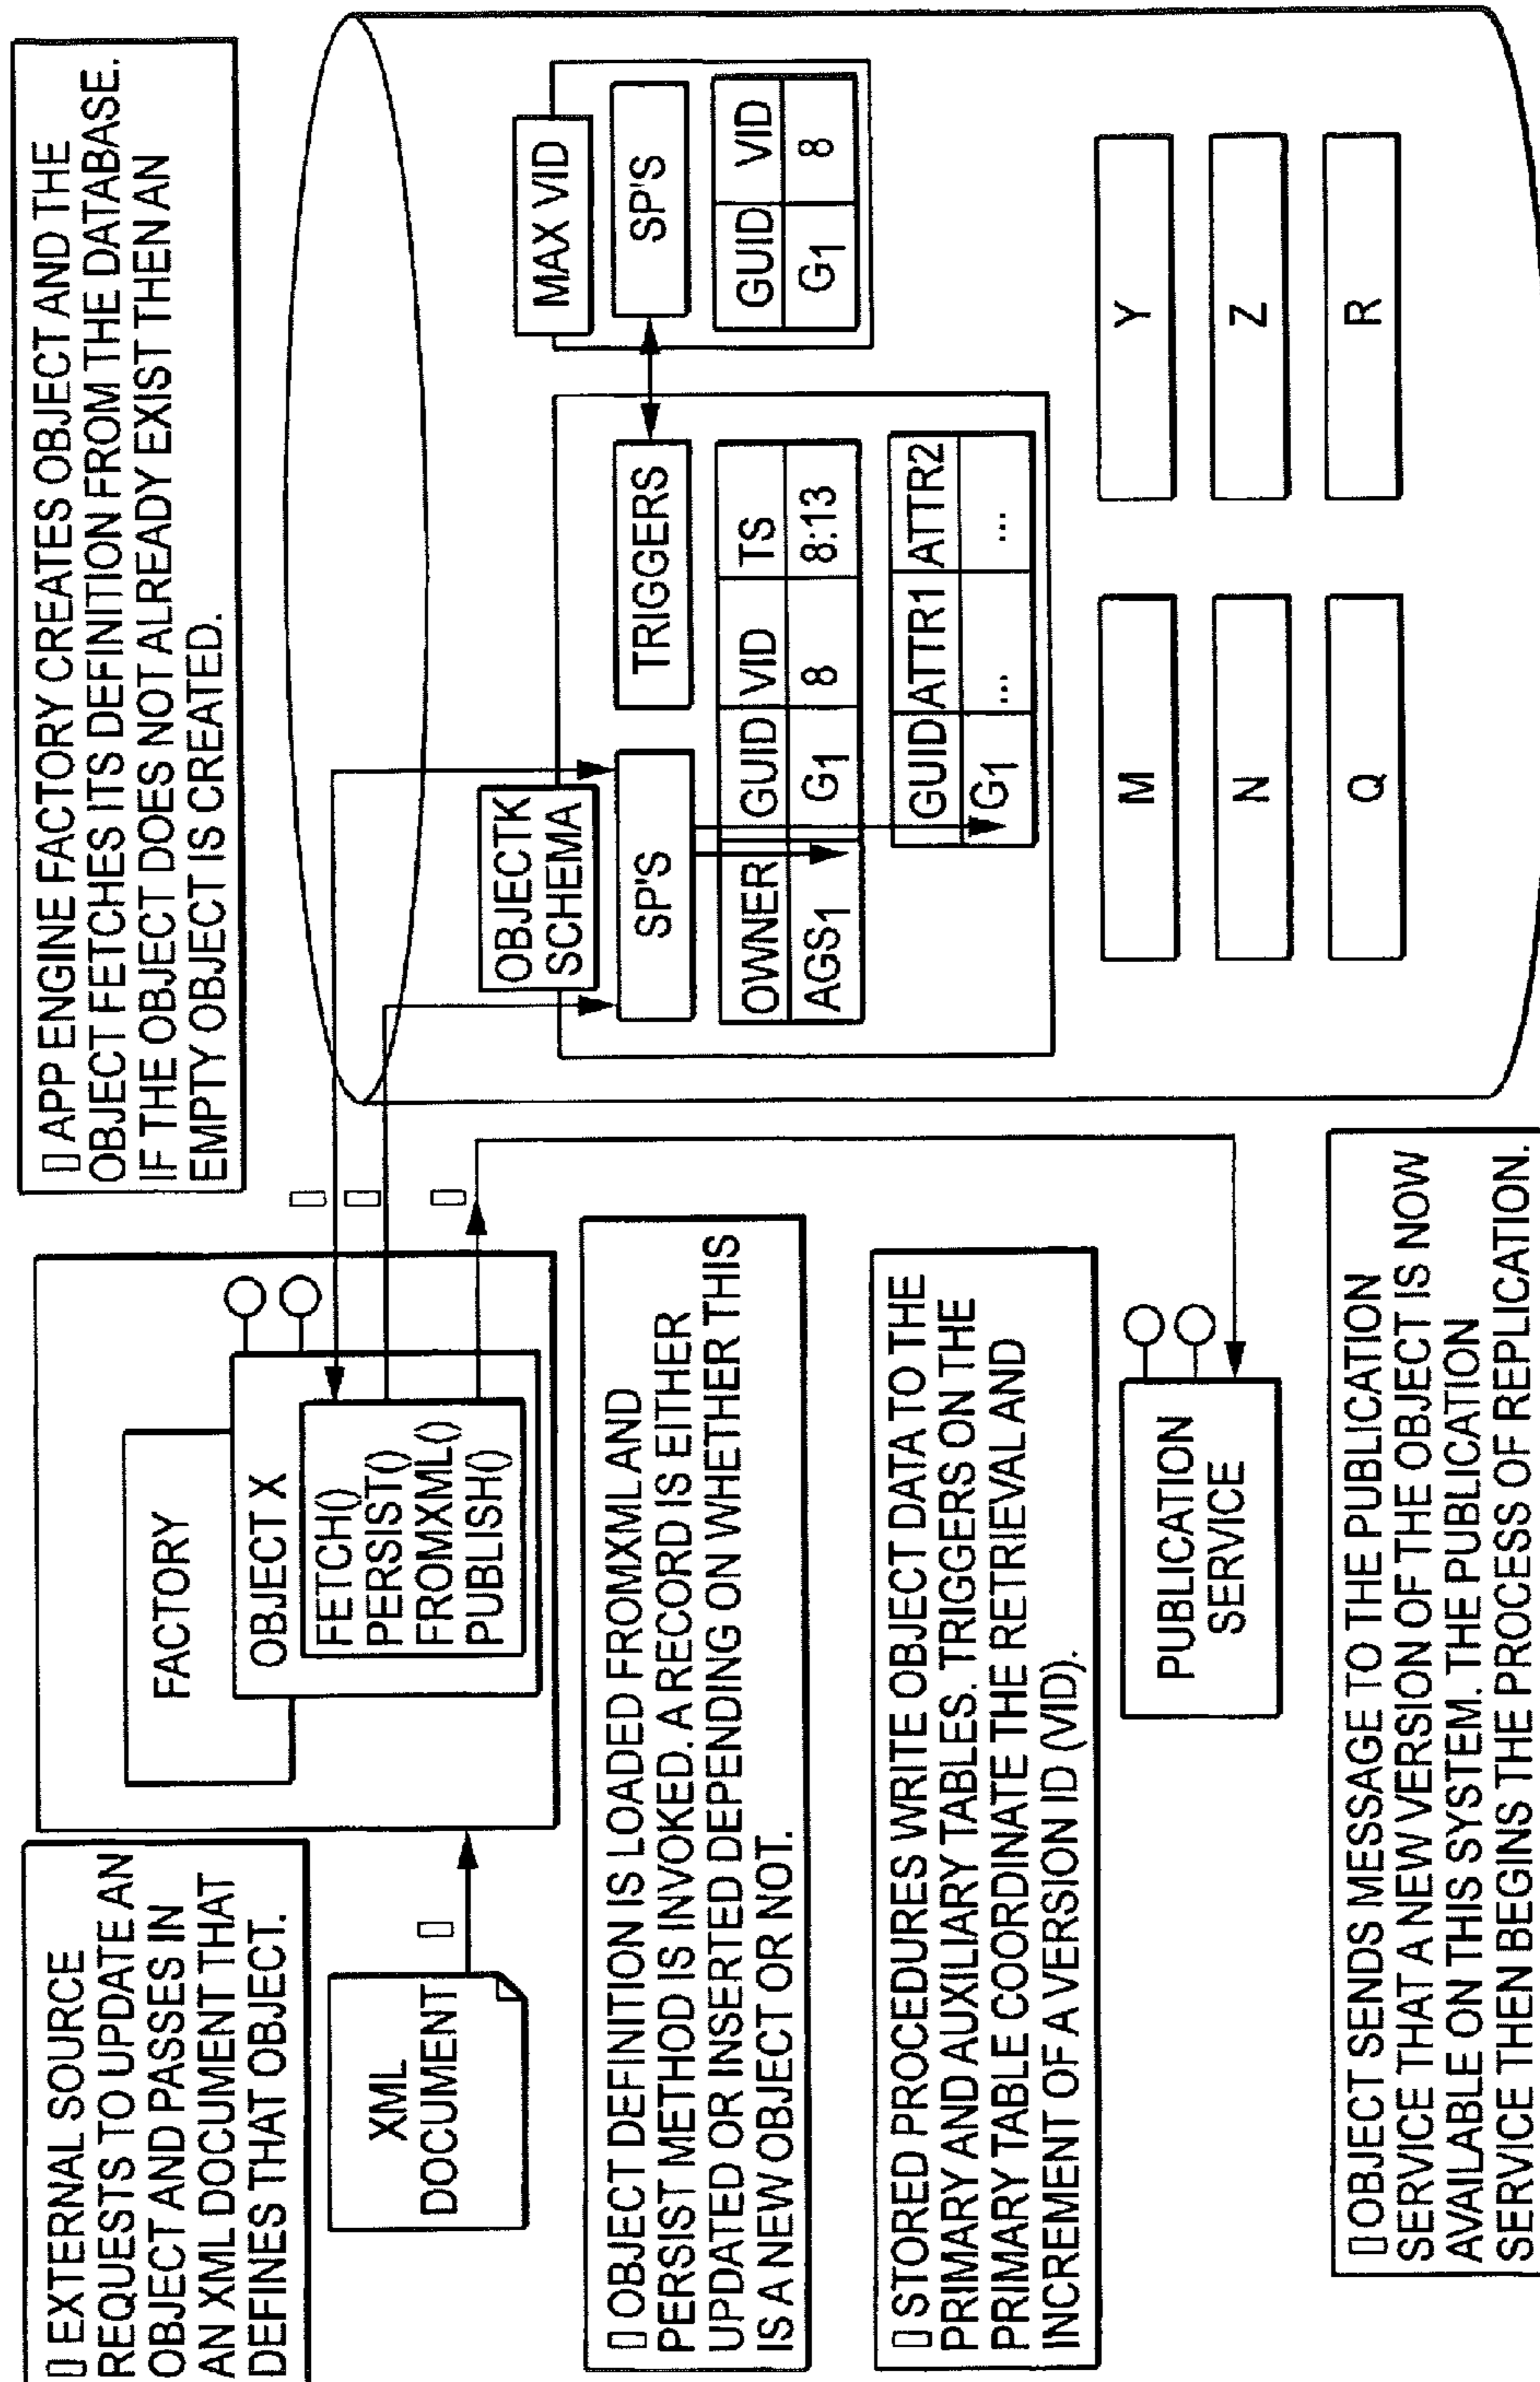 ▯ EXTERNAL SOURCE
REQUESTS TO UPDATE AN
OBJECT AND PASSES IN
AN XML DOCUMENT THAT
DEFINES THAT OBJECT.
XML
DOCUMENT
▯
FACTORY
OBJECT X
FETCH()
PERSIST()
FROMXML()
PUBLISH()
▯
▯
▯
▯ APP ENGINE FACTORY CREATES OBJECT AND THE
OBJECT FETCHES ITS DEFINITION FROM THE DATABASE.
IF THE OBJECT DOES NOT ALREADY EXIST THEN AN
EMPTY OBJECT IS CREATED.
▯ OBJECT DEFINITION IS LOADED FROMXML AND
PERSIST METHOD IS INVOKED. A RECORD IS EITHER
UPDATED OR INSERTED DEPENDING ON WHETHER THIS
IS A NEW OBJECT OR NOT.
▯ STORED PROCEDURES WRITE OBJECT DATA TO THE
PRIMARY AND AUXILIARY TABLES. TRIGGERS ON THE
PRIMARY TABLE COORDINATE THE RETRIEVAL AND
INCREMENT OF A VERSION ID (VID).
PUBLICATION
SERVICE
▯ OBJECT SENDS MESSAGE TO THE PUBLICATION
SERVICE THAT A NEW VERSION OF THE OBJECT IS NOW
AVAILABLE ON THIS SYSTEM. THE PUBLICATION
SERVICE THEN BEGINS THE PROCESS OF REPLICATION.
OBJECTK
SCHEMA
SP'S
TRIGGERS
OWNER GUID VID TS
AGS1 G1 8 8:13
GUID ATTR1 ATTR2
G1 ... ...
MAX VID
SP'S
GUID VID
G1 8
M
Y
N
Z
Q
R